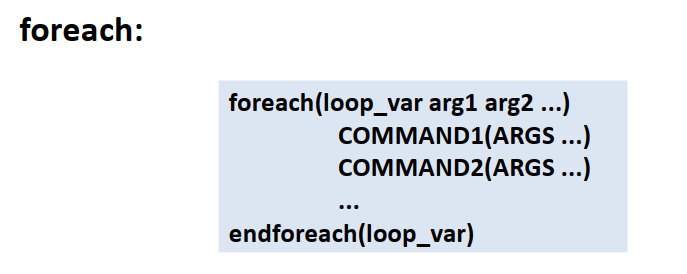 foreach:
foreach(loop_var arg1 arg2 ...)
COMMAND1(ARGS ...)
COMMAND2(ARGS ...)
...
endforeach(loop_var)